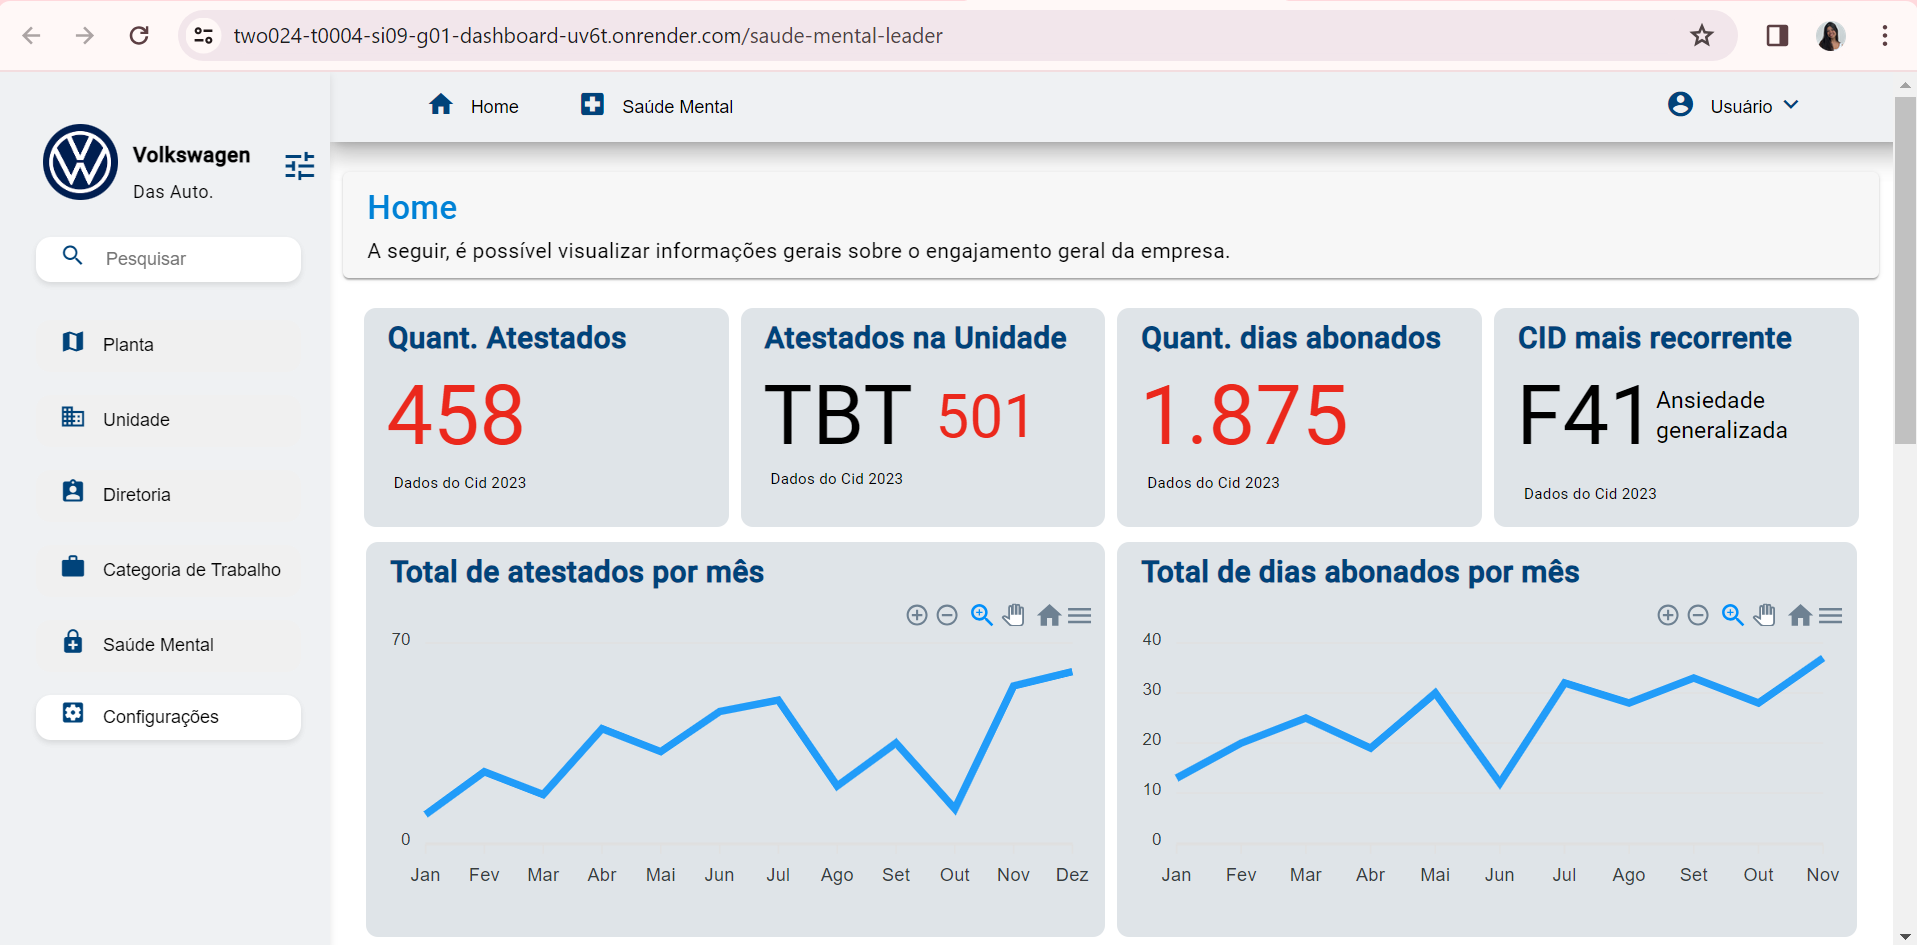 two024-t0004-si09-g01-dashboard-uv6t.onrender.com/saude-mental-leader
Home
Saúde Mental
Usuário
Volkswagen
Das Auto.
Pesquisar
Planta
Unidade
Diretoria
Categoria de Trabalho
Saúde Mental
Configurações
Home
A seguir, é possível visualizar informações gerais sobre o engajamento geral da empresa.
Quant. Atestados
458
Dados do Cid 2023
Atestados na Unidade
TBT 501
Dados do Cid 2023
Quant. dias abonados
1.875
Dados do Cid 2023
CID mais recorrente
F41 Ansiedade
generalizada
Dados do Cid 2023
Total de atestados por mês
70
0
Jan Fev Mar Abr Mai Jun Jul Ago Set Out Nov Dez
Total de dias abonados por mês
40
30
20
10
0
Jan Fev Mar Abr Mai Jun Jul Ago Set Out Nov